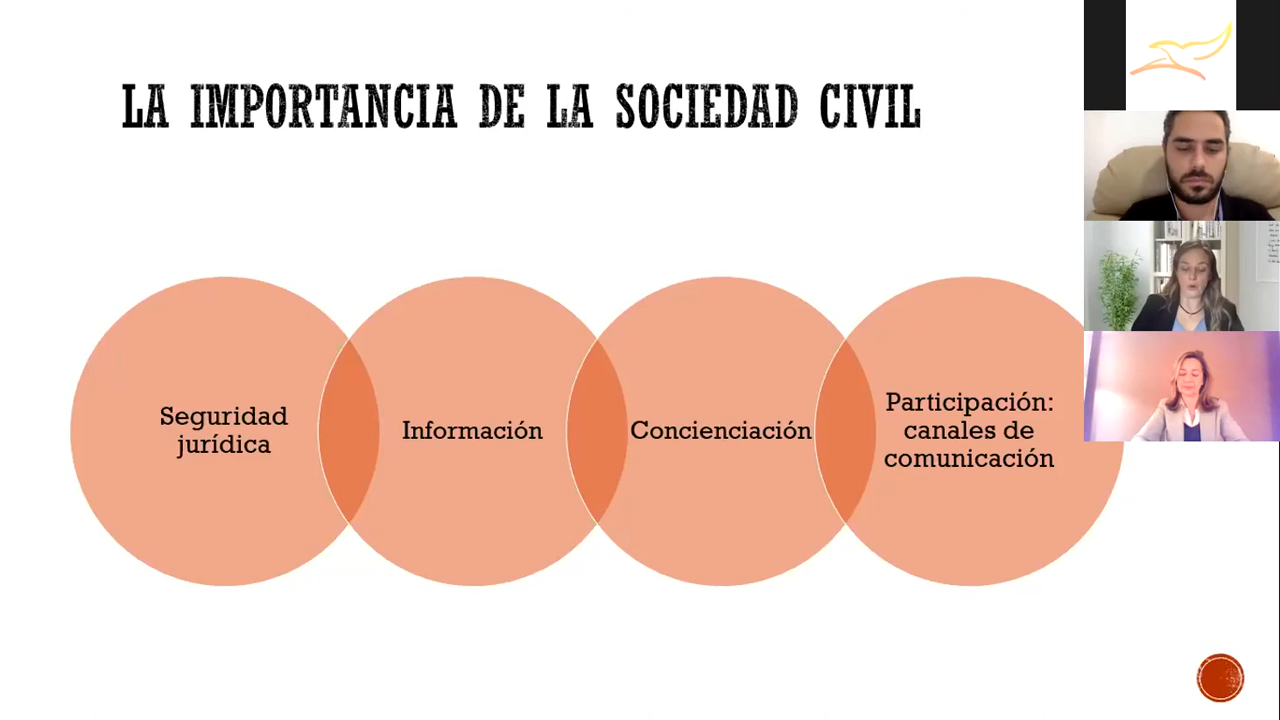 LA IMPORTANCIA DE LA SOCIEDAD CIVIL
Seguridad
jurídica
Información
Concienciación
Participación:
canales de
comunicación